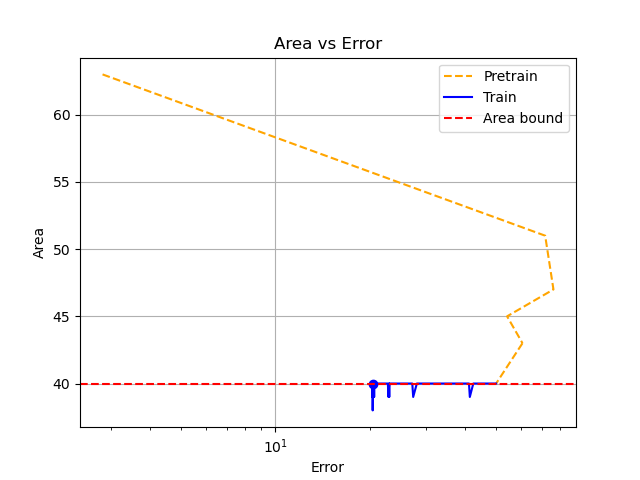 Area vs Error
Pretrain
Train
Area bound
60
55
50
45
40
Area
10¹
Error